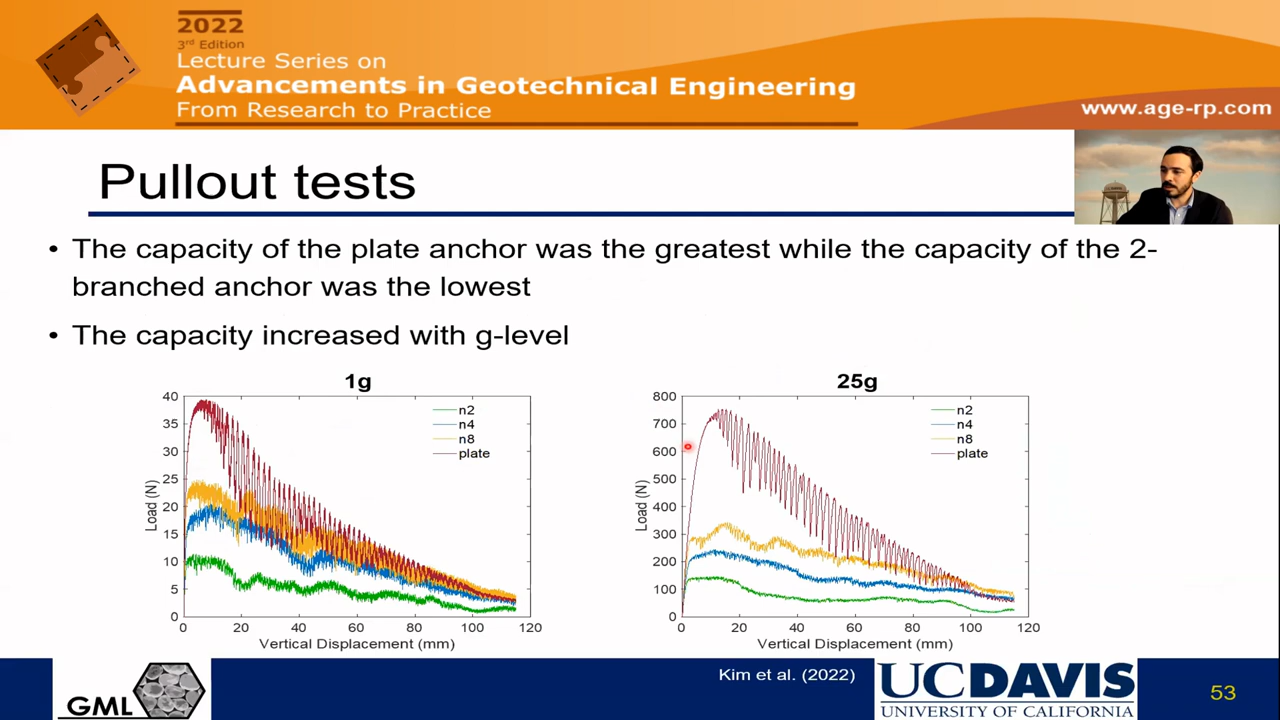 2022
3rd Edition
Lecture Series on
Advancements in Geotechnical Engineering
From Research to Practice
www.age-rp.com
Pullout tests
• The capacity of the plate anchor was the greatest while the capacity of the 2-
branched anchor was the lowest
• The capacity increased with g-level
1g
40
35
30
25
20
15
10
5
0
Load (N)
n2
n4
n8
plate
0 20 40 60 80 100 120
Vertical Displacement (mm)
25g
800
700
600
500
400
300
200
100
0
Load (N)
n2
n4
n8
plate
0 20 40 60 80 100 120
Vertical Displacement (mm)
GML
Kim et al. (2022)
UCDAVIS
UNIVERSITY OF CALIFORNIA
53